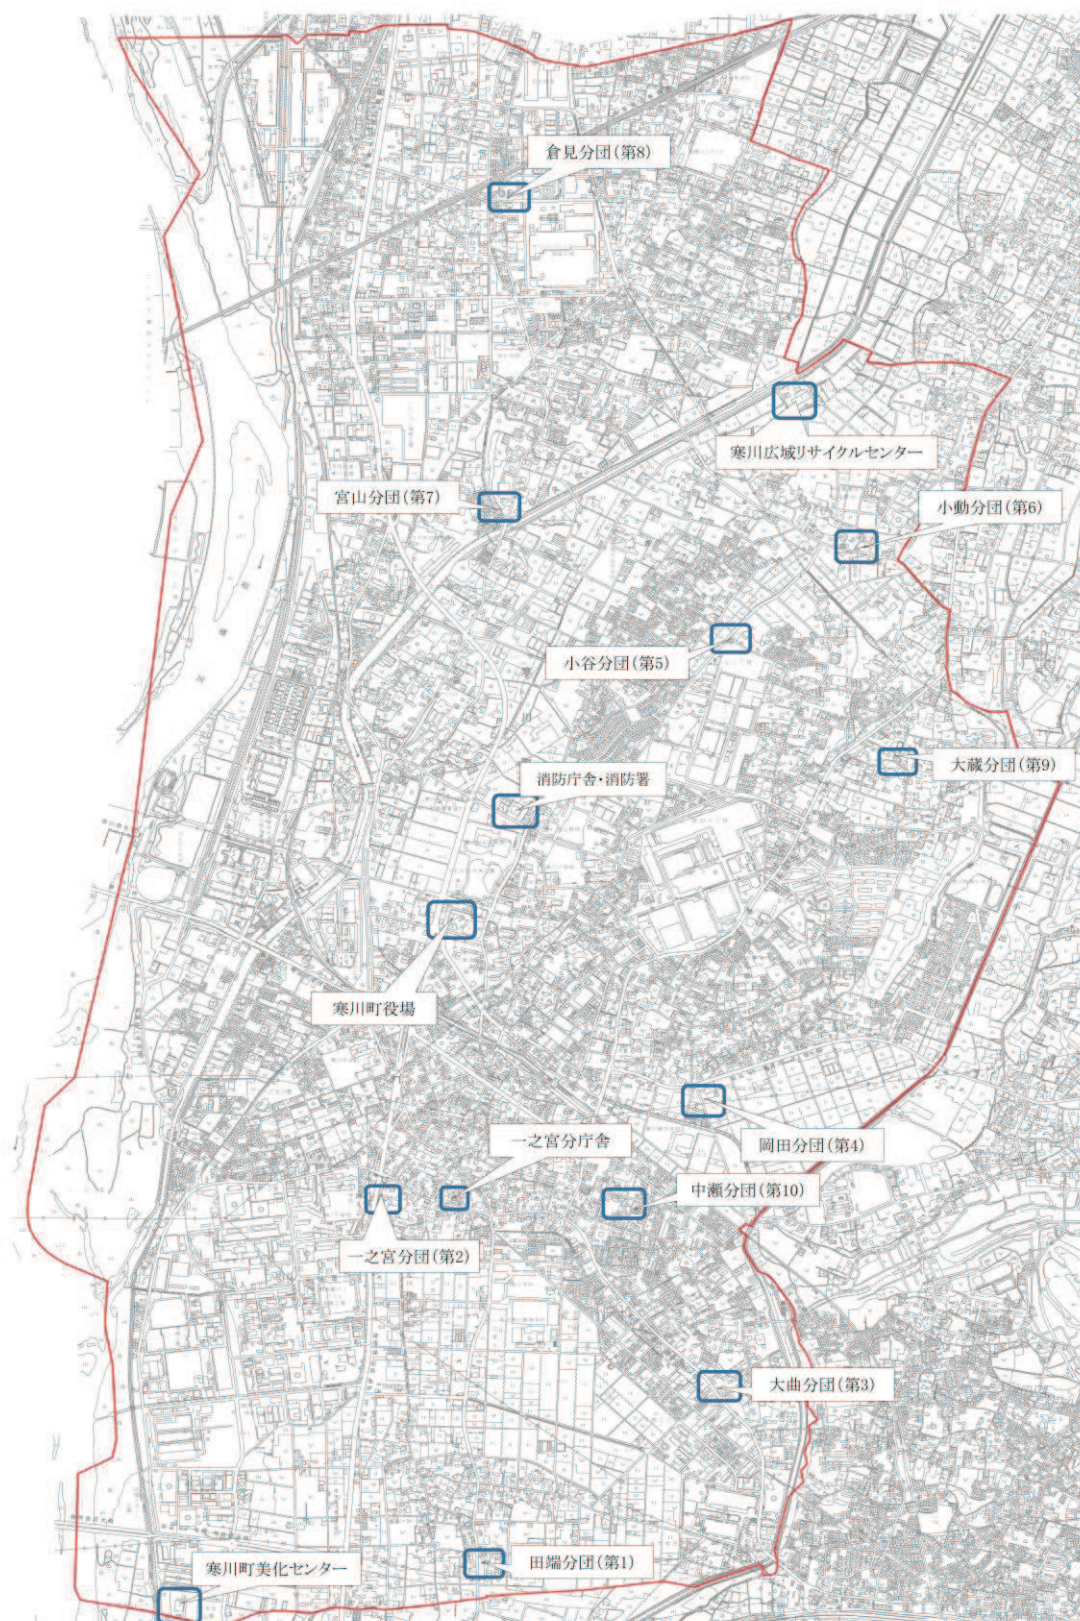 倉見分団(第8)
寒川広域リサイクルセンター
宮山分団(第7)
小動分団(第6)
小谷分団(第5)
大蔵分団(第9)
消防庁舎・消防署
寒川町役場
一之宮分庁舎
岡田分団(第4)
中瀬分団(第10)
一之宮分団(第2)
大曲分団(第3)
田端分団(第1)
寒川町美化センター